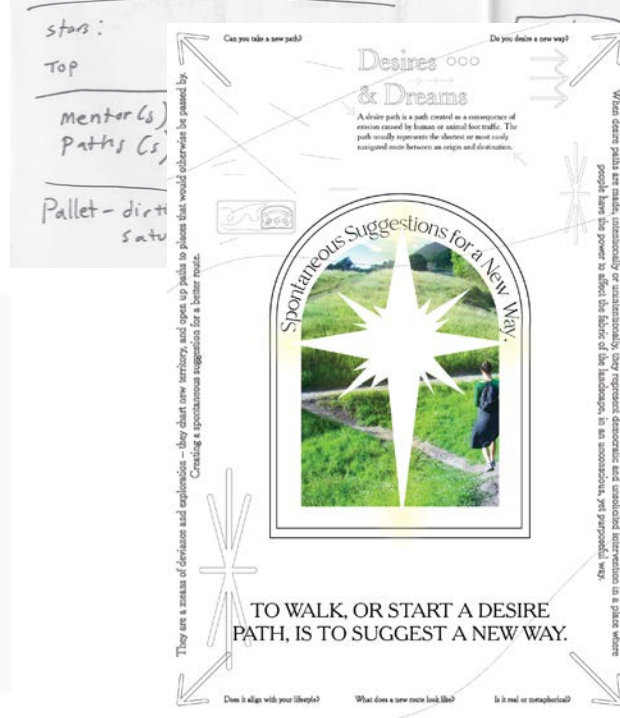 stars:
Top
mentor(s)
Paths (s)
Pallet - dirt
satu
Can you take a new path?
Do you desire a new way?
Desires
& Dreams
A desire path is a path created as a consequence of
erosion caused by human or animal foot traffic. The
path usually represents the shortest or most easily
navigated route between an origin and destination.
They are a means of deviance and exploration – they chart new territory, and open up paths to places that would otherwise be passed by.
Creating a spontaneous suggestion for a better route.
When desire paths are made, intentionally or unintentionally, they represent democratic and unsolicited intervention in a place where
people have the power to affect the fabric of the landscape, in an unconscious, yet purposeful way.
Spontaneous Suggestions for a New Way.
TO WALK, OR START A DESIRE
PATH, IS TO SUGGEST A NEW WAY.
Does it align with your lifestyle?
What does a new route look like?
Is it real or metaphorical?